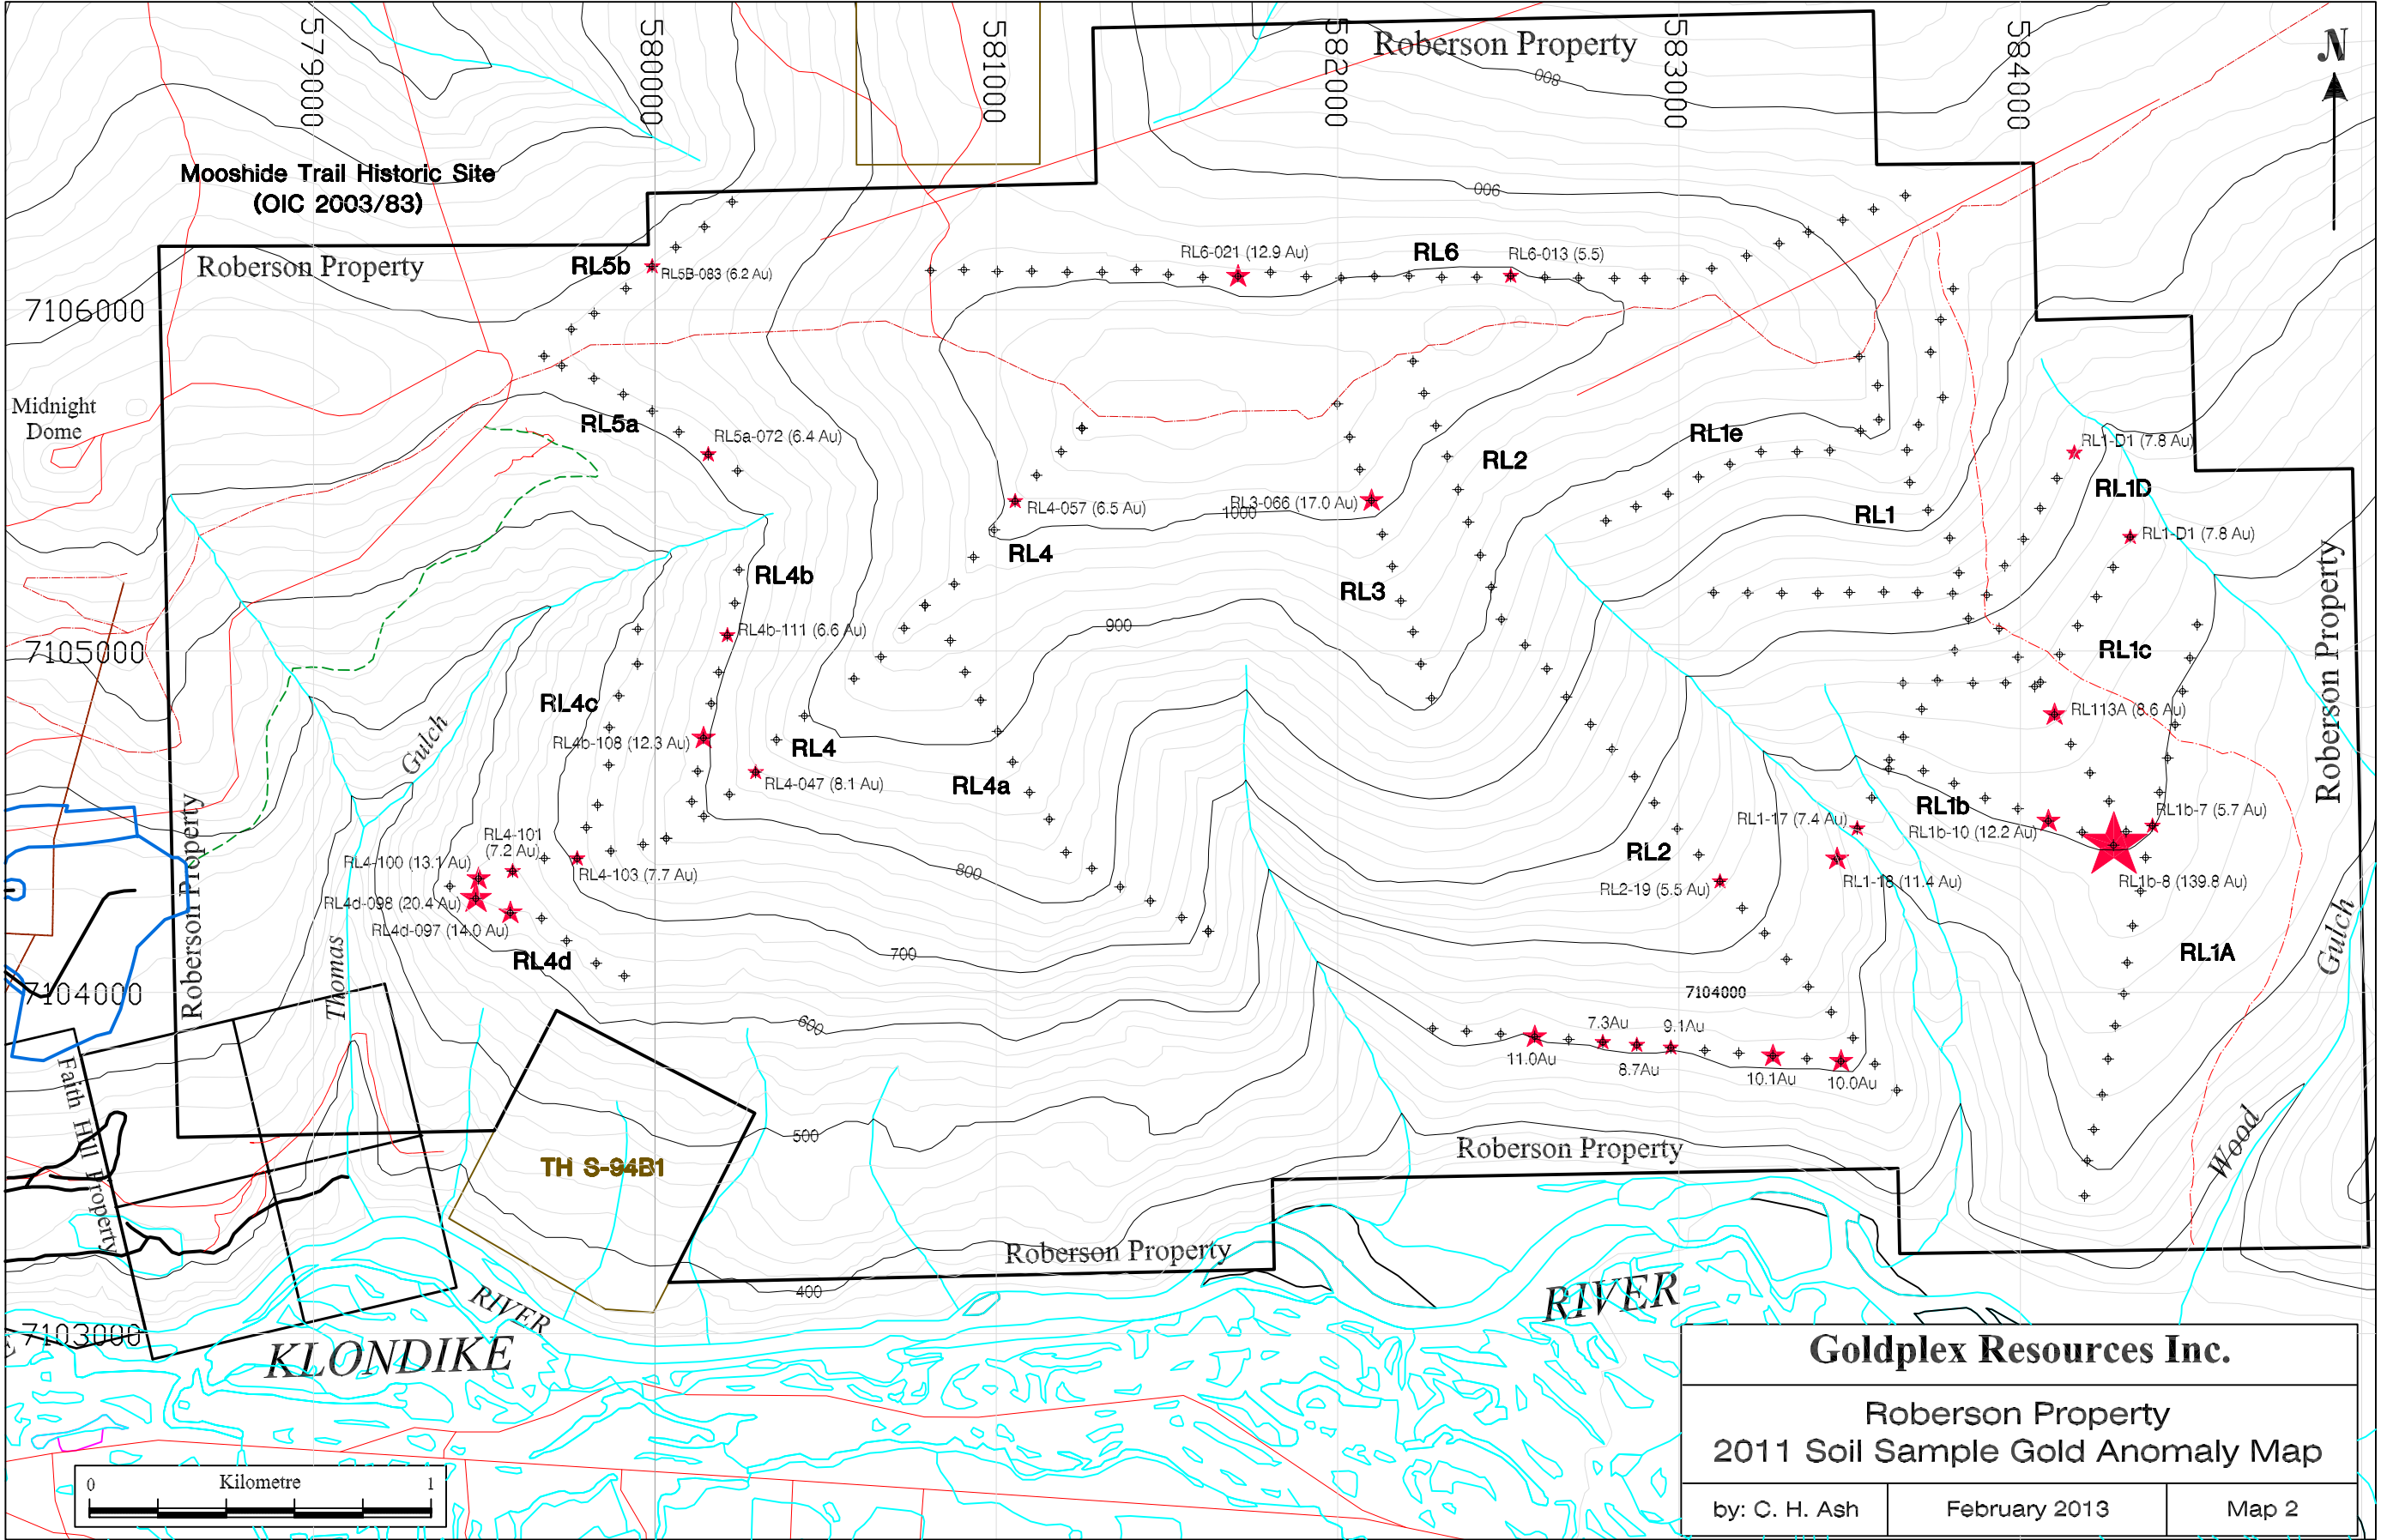 579000
580000
581000
582000
583000
584000
N
Roberson Property
800
Mooshide Trail Historic Site
(OIC 2003/83)
900
Roberson Property
RL5b
RL5B-083 (6.2 Au)
RL6-021 (12.9 Au)
RL6
RL6-013 (5.5)
7106000
Midnight
Dome
RL5a
RL5a-072 (6.4 Au)
RL1e
RL2
RL1-D1 (7.8 Au)
RL1D
RL4-057 (6.5 Au)
RL3-066 (17.0 Au)
1000
RL1
RL1-D1 (7.8 Au)
RL4
RL4b
RL3
Roberson Property
900
RL4b-111 (6.6 Au)
7105000
RL1c
RL4c
RL113A (8.6 Au)
Gulch
RL4b-108 (12.3 Au)
RL4
RL4-047 (8.1 Au)
RL4a
RL1b
RL1b-7 (5.7 Au)
RL1-17 (7.4 Au)
RL1b-10 (12.2 Au)
RL4-101
(7.2 Au)
RL4-100 (13.1 Au)
RL4-103 (7.7 Au)
800
RL2
RL2-19 (5.5 Au)
RL1-18 (11.4 Au)
RL1b-8 (139.8 Au)
Roberson Property
RL4d-098 (20.4 Au)
RL4d-097 (14.0 Au)
RL4d
700
RL1A
Gulch
Thomas
7104000
7104000
600
7.3Au
9.1Au
11.0Au
8.7Au
10.1Au
10.0Au
Faith Hill Property
500
Roberson Property
Wood
TH S-94B1
Roberson Property
400
RIVER
RIVER
7103000
KLONDIKE
E
Goldplex Resources Inc.
Roberson Property
2011 Soil Sample Gold Anomaly Map
by: C. H. Ash
February 2013
Map 2
0
Kilometre
1